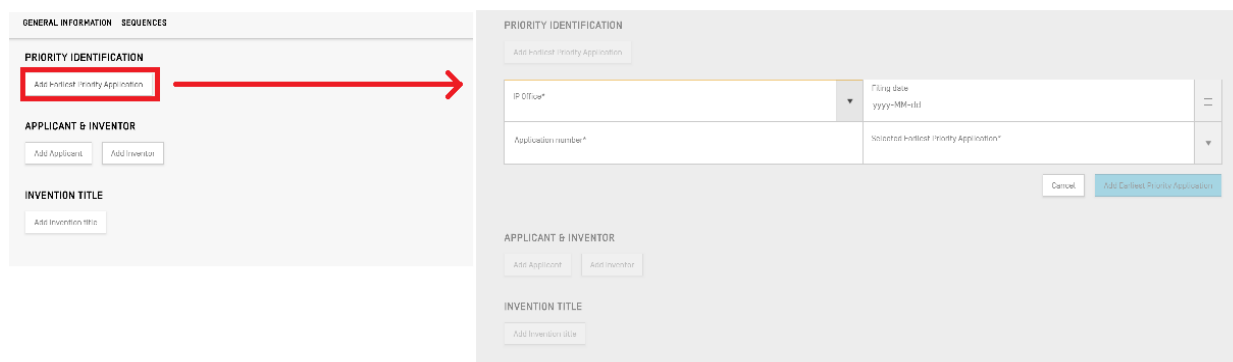 GENERAL INFORMATION SEQUENCES
PRIORITY IDENTIFICATION
Add Earliest Priority Application
APPLICANT & INVENTOR
Add Applicant Add Inventor
INVENTION TITLE
Add Invention title
PRIORITY IDENTIFICATION
Add Earliest Priority Application
IP Office* Filing date
yyyy-MM-dd
Application number* Selected Earliest Priority Application*
Cancel Add Earliest Priority Application
APPLICANT & INVENTOR
Add Applicant Add Inventor
INVENTION TITLE
Add Invention title